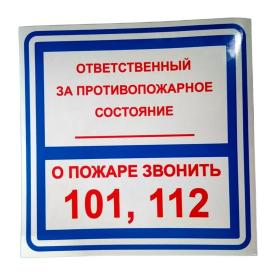 ОТВЕТСТВЕННЫЙ
ЗА ПРОТИВОПОЖАРНОЕ
СОСТОЯНИЕ
О ПОЖАРЕ ЗВОНИТЬ
101, 112